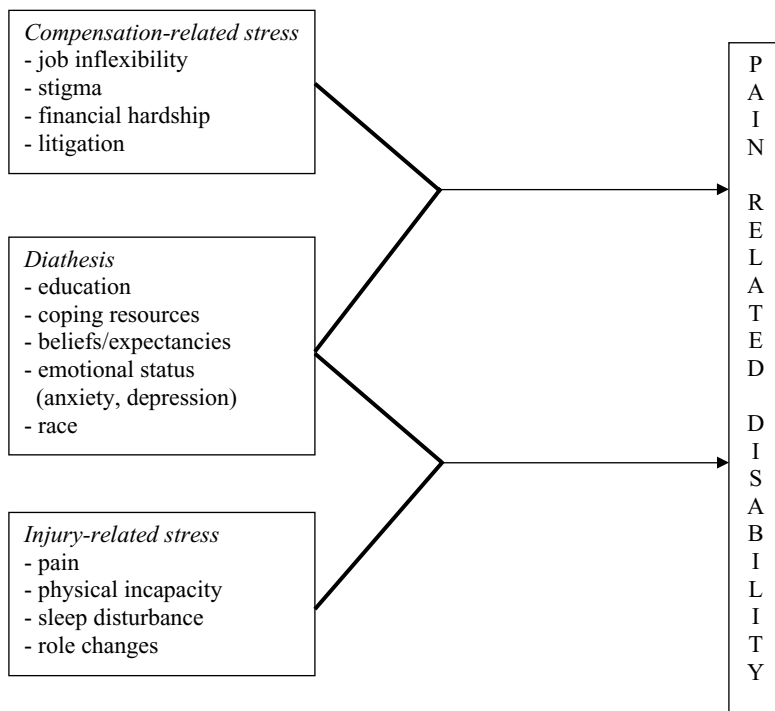 Compensation-related stress
- job inflexibility
- stigma
- financial hardship
- litigation
Diathesis
- education
- coping resources
- beliefs/expectancies
- emotional status
(anxiety, depression)
- race
Injury-related stress
- pain
- physical incapacity
- sleep disturbance
- role changes
P
A
I
N
R
E
L
A
T
E
D
D
I
S
A
B
I
L
I
T
Y